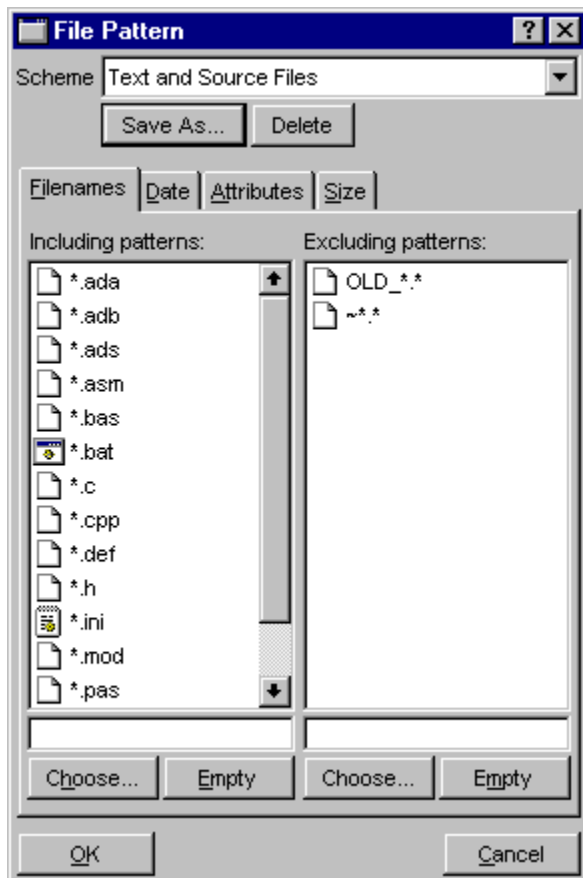 File Pattern
Scheme Text and Source Files
Save As... Delete
Filenames Date Attributes Size
Including patterns: Excluding patterns:
*.ada OLD_*.*
*.adb ~*.*
*.ads
*.asm
*.bas
*.bat
*.c
*.cpp
*.def
*.h
*.ini
*.mod
*.pas
Choose... Empty Choose... Empty
OK Cancel